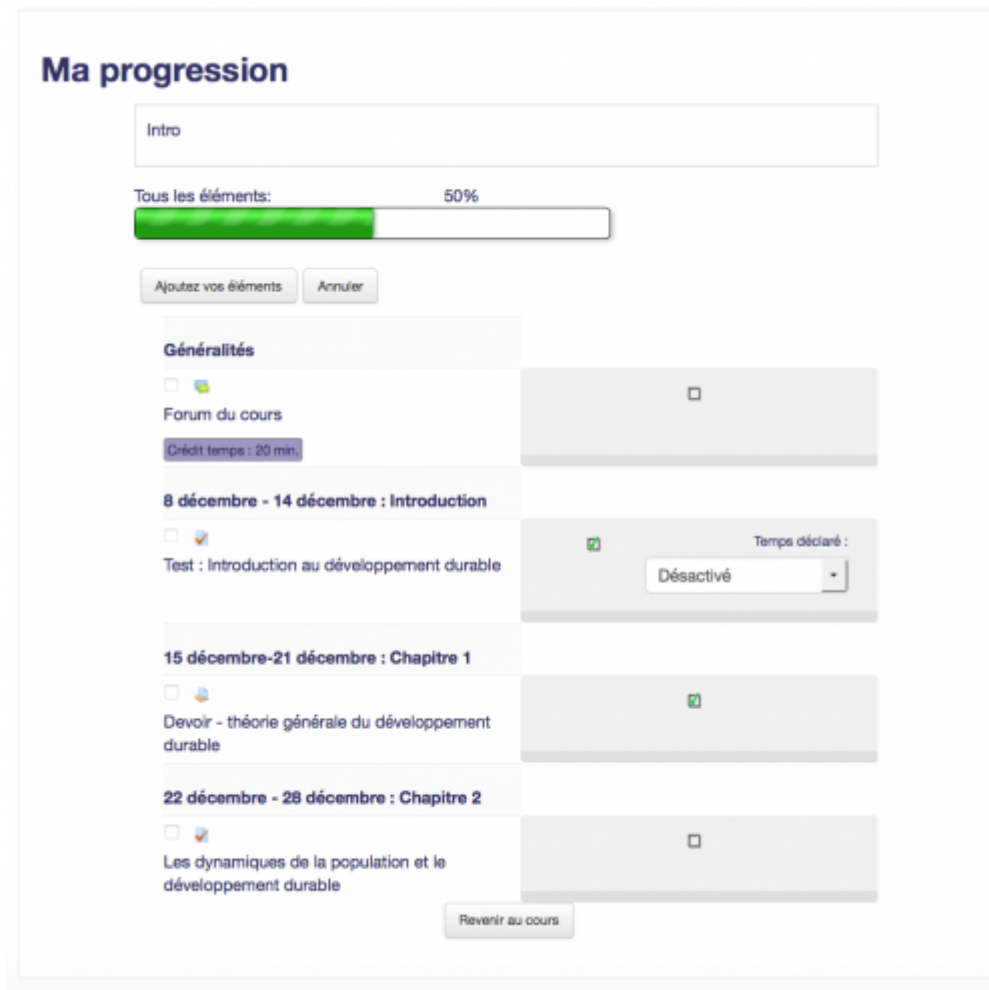 Ma progression
Intro
Tous les éléments: 50%
Ajoutez vos éléments Annuler
Généralités
Forum du cours
Crédit temps : 20 min.
8 décembre - 14 décembre : Introduction
Temps déclaré :
Test : Introduction au développement durable
Désactivé
15 décembre-21 décembre : Chapitre 1
Devoir - théorie générale du développement
durable
22 décembre - 28 décembre : Chapitre 2
Les dynamiques de la population et le
développement durable
Revenir au cours